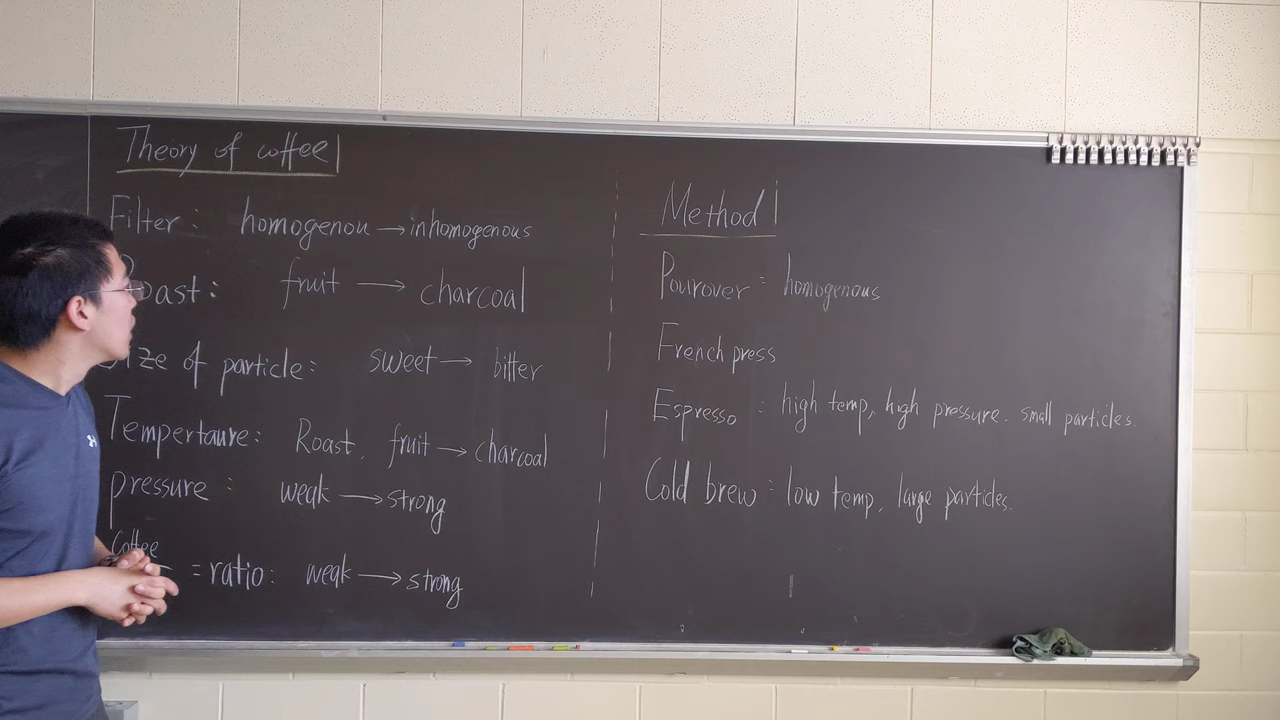 Theory of coffee
Filter: homogenou → inhomogenous
Roast: fruit → charcoal
Size of particle: sweet → bitter
Tempertaure: Roast, fruit → charcoal
pressure: weak → strong
Coffee
= ratio: weak → strong
Method
Pourover: homogenous
French press
Espresso: high temp, high pressure. small particles.
Cold brew: low temp, large particles.